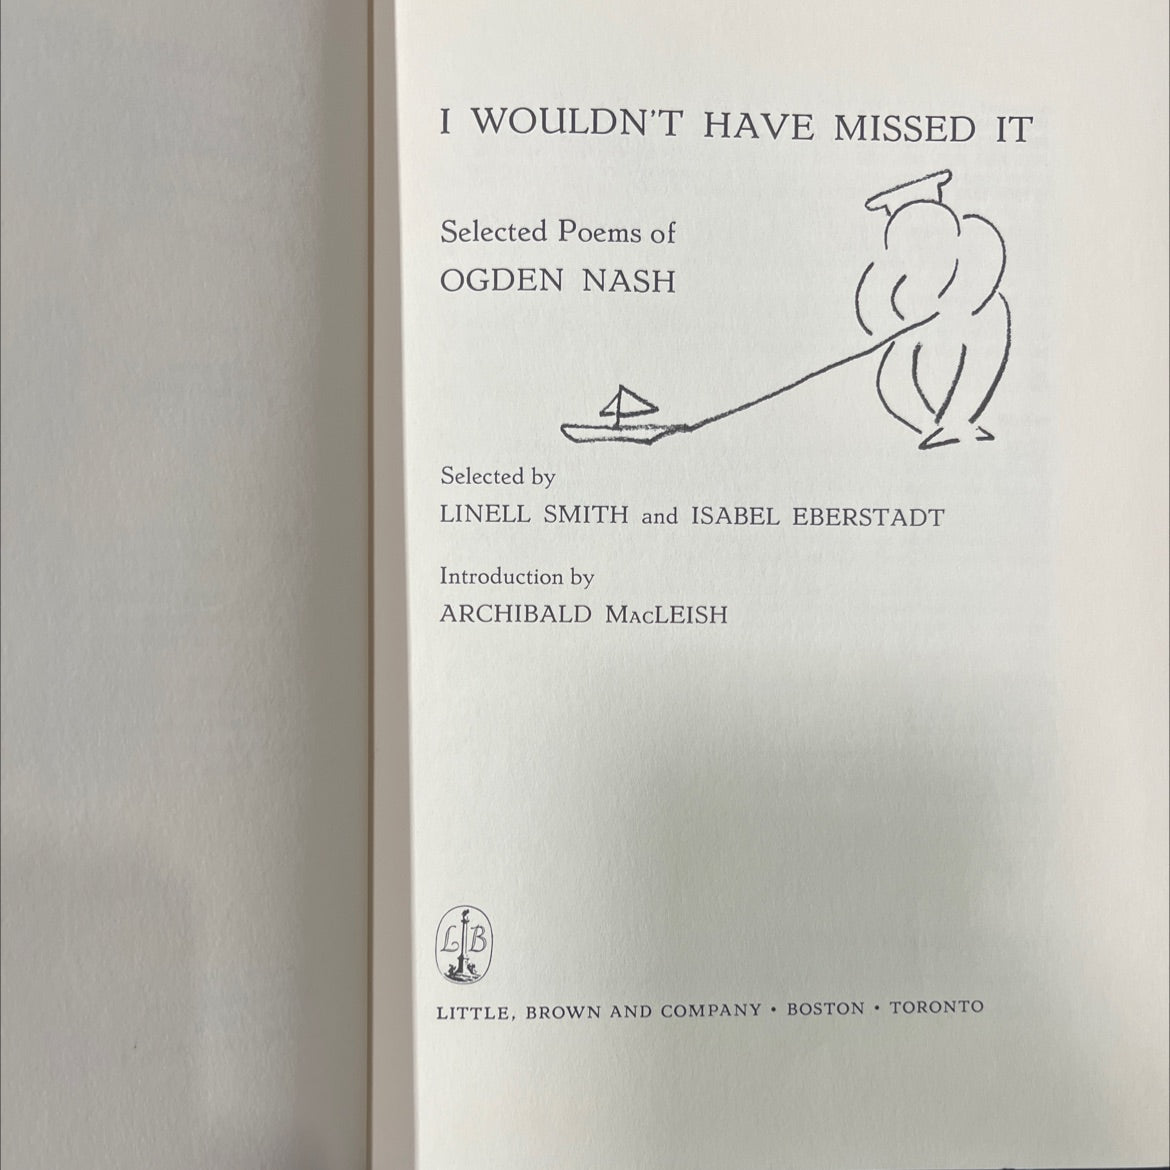 I WOULDN'T HAVE MISSED IT
Selected Poems of
OGDEN NASH
Selected by
LINELL SMITH and ISABEL EBERSTADT
Introduction by
ARCHIBALD MacLEISH
L B
LITTLE, BROWN AND COMPANY • BOSTON • TORONTO